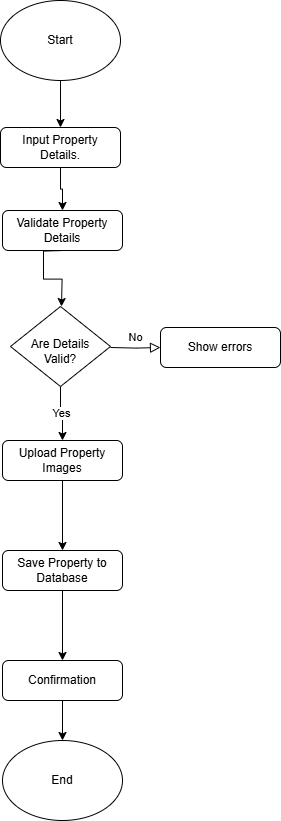 Start
Input Property
Details.
Validate Property
Details
Are Details
Valid?
No
Show errors
Yes
Upload Property
Images
Save Property to
Database
Confirmation
End